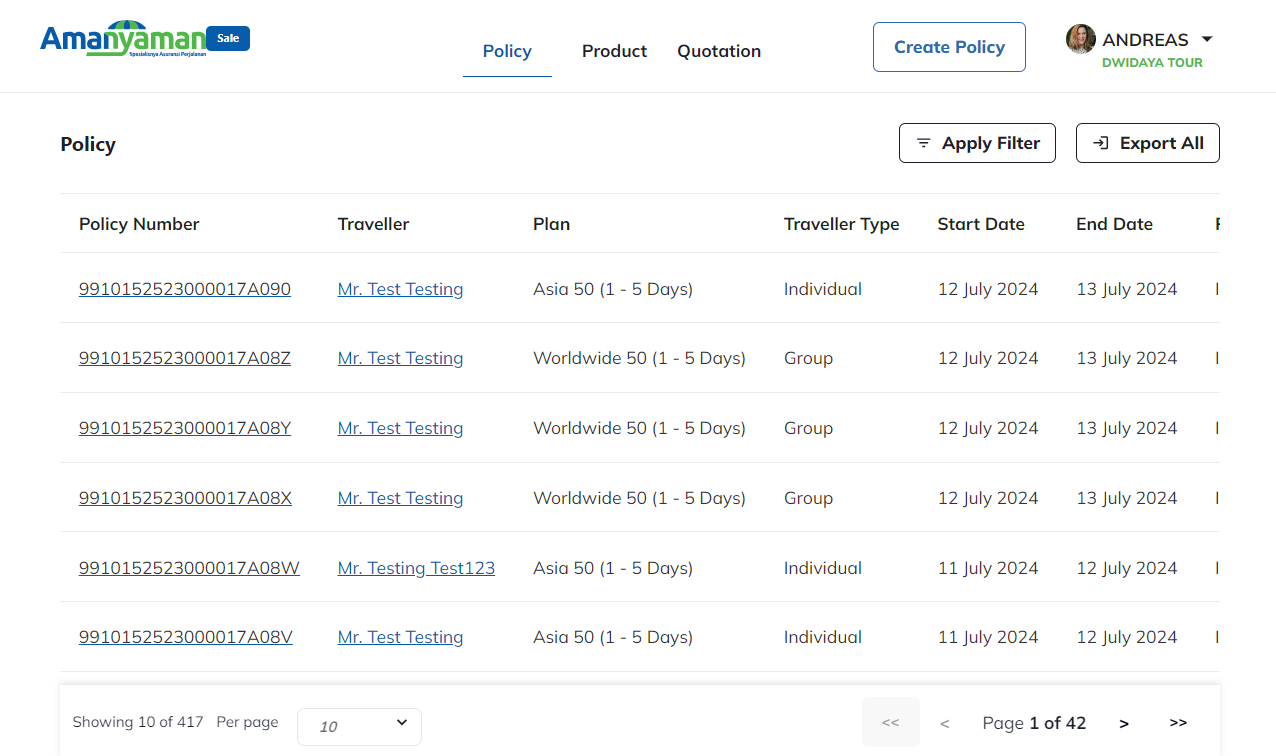 Amanyaman
Spesialisnya Asuransi Perjalanan
Sale
Policy Product Quotation
Create Policy
ANDREAS
DWIDAYA TOUR
Policy
Apply Filter
Export All
Policy Number Traveller Plan Traveller Type Start Date End Date
9910152523000017A090 Mr. Test Testing Asia 50 (1 - 5 Days) Individual 12 July 2024 13 July 2024
9910152523000017A08Z Mr. Test Testing Worldwide 50 (1 - 5 Days) Group 12 July 2024 13 July 2024
9910152523000017A08Y Mr. Test Testing Worldwide 50 (1 - 5 Days) Group 12 July 2024 13 July 2024
9910152523000017A08X Mr. Test Testing Worldwide 50 (1 - 5 Days) Group 12 July 2024 13 July 2024
9910152523000017A08W Mr. Testing Test123 Asia 50 (1 - 5 Days) Individual 11 July 2024 12 July 2024
9910152523000017A08V Mr. Test Testing Asia 50 (1 - 5 Days) Individual 11 July 2024 12 July 2024
Showing 10 of 417 Per page 10 << < Page 1 of 42 > >>